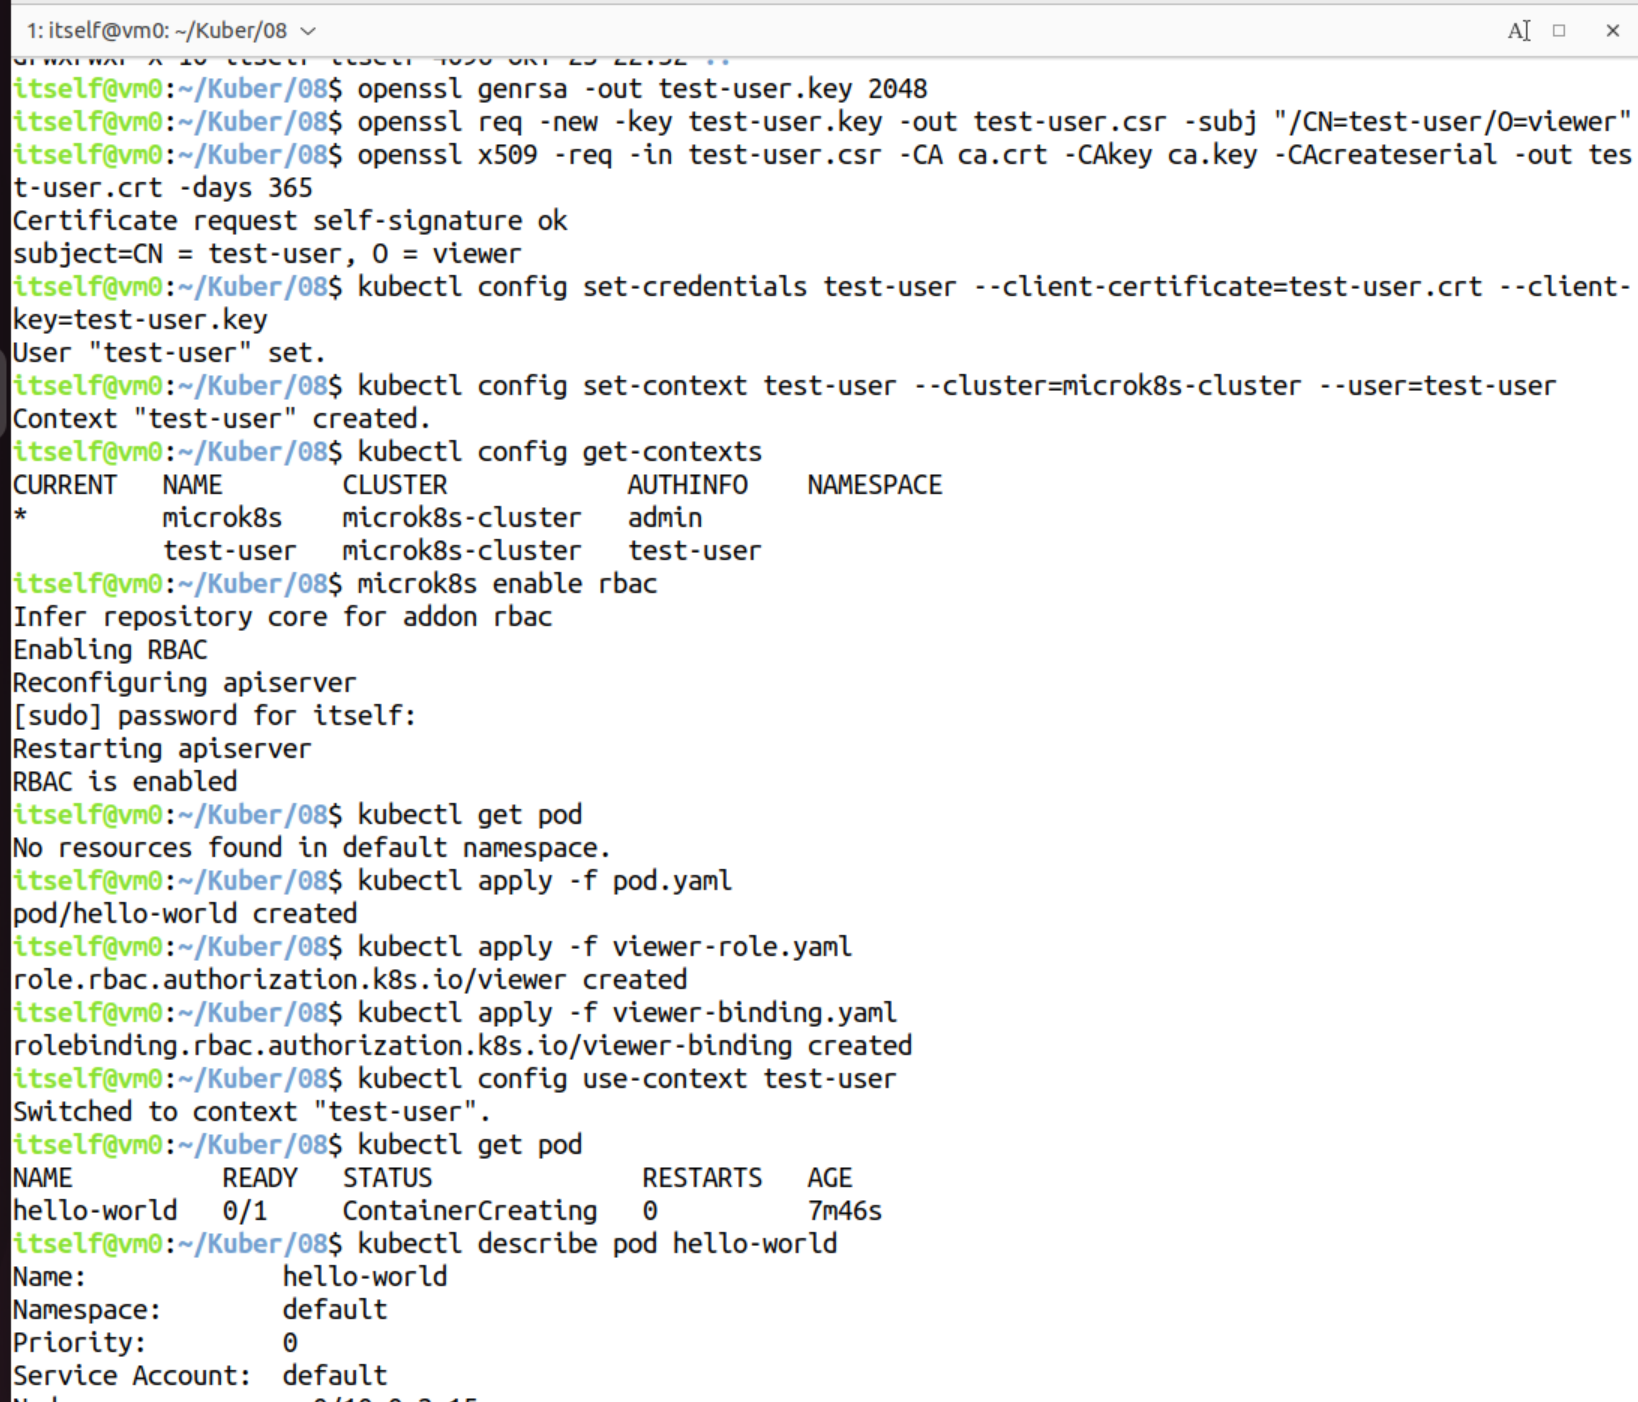 1: itself@vm0: ~/Kuber/08
itself@vm0:~/Kuber/08$ openssl genrsa -out test-user.key 2048
itself@vm0:~/Kuber/08$ openssl req -new -key test-user.key -out test-user.csr -subj "/CN=test-user/O=viewer"
itself@vm0:~/Kuber/08$ openssl x509 -req -in test-user.csr -CA ca.crt -CAkey ca.key -CAcreateserial -out tes
t-user.crt -days 365
Certificate request self-signature ok
subject=CN = test-user, O = viewer
itself@vm0:~/Kuber/08$ kubectl config set-credentials test-user --client-certificate=test-user.crt --client-
key=test-user.key
User "test-user" set.
itself@vm0:~/Kuber/08$ kubectl config set-context test-user --cluster=microk8s-cluster --user=test-user
Context "test-user" created.
itself@vm0:~/Kuber/08$ kubectl config get-contexts
CURRENT   NAME        CLUSTER            AUTHINFO    NAMESPACE
*         microk8s    microk8s-cluster   admin
          test-user   microk8s-cluster   test-user
itself@vm0:~/Kuber/08$ microk8s enable rbac
Infer repository core for addon rbac
Enabling RBAC
Reconfiguring apiserver
[sudo] password for itself:
Restarting apiserver
RBAC is enabled
itself@vm0:~/Kuber/08$ kubectl get pod
No resources found in default namespace.
itself@vm0:~/Kuber/08$ kubectl apply -f pod.yaml
pod/hello-world created
itself@vm0:~/Kuber/08$ kubectl apply -f viewer-role.yaml
role.rbac.authorization.k8s.io/viewer created
itself@vm0:~/Kuber/08$ kubectl apply -f viewer-binding.yaml
rolebinding.rbac.authorization.k8s.io/viewer-binding created
itself@vm0:~/Kuber/08$ kubectl config use-context test-user
Switched to context "test-user".
itself@vm0:~/Kuber/08$ kubectl get pod
NAME          READY   STATUS              RESTARTS   AGE
hello-world   0/1     ContainerCreating   0          7m46s
itself@vm0:~/Kuber/08$ kubectl describe pod hello-world
Name:             hello-world
Namespace:        default
Priority:         0
Service Account:  default